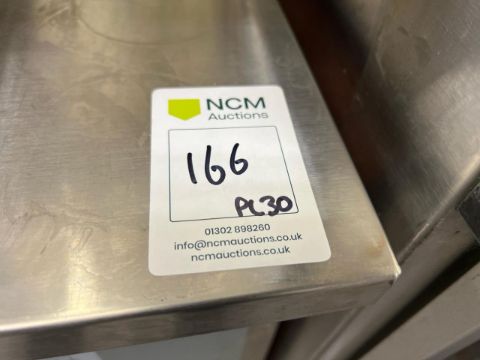 NCM
Auctions
166
PL30
01302 898260
info@ncmauctions.co.uk
ncmauctions.co.uk